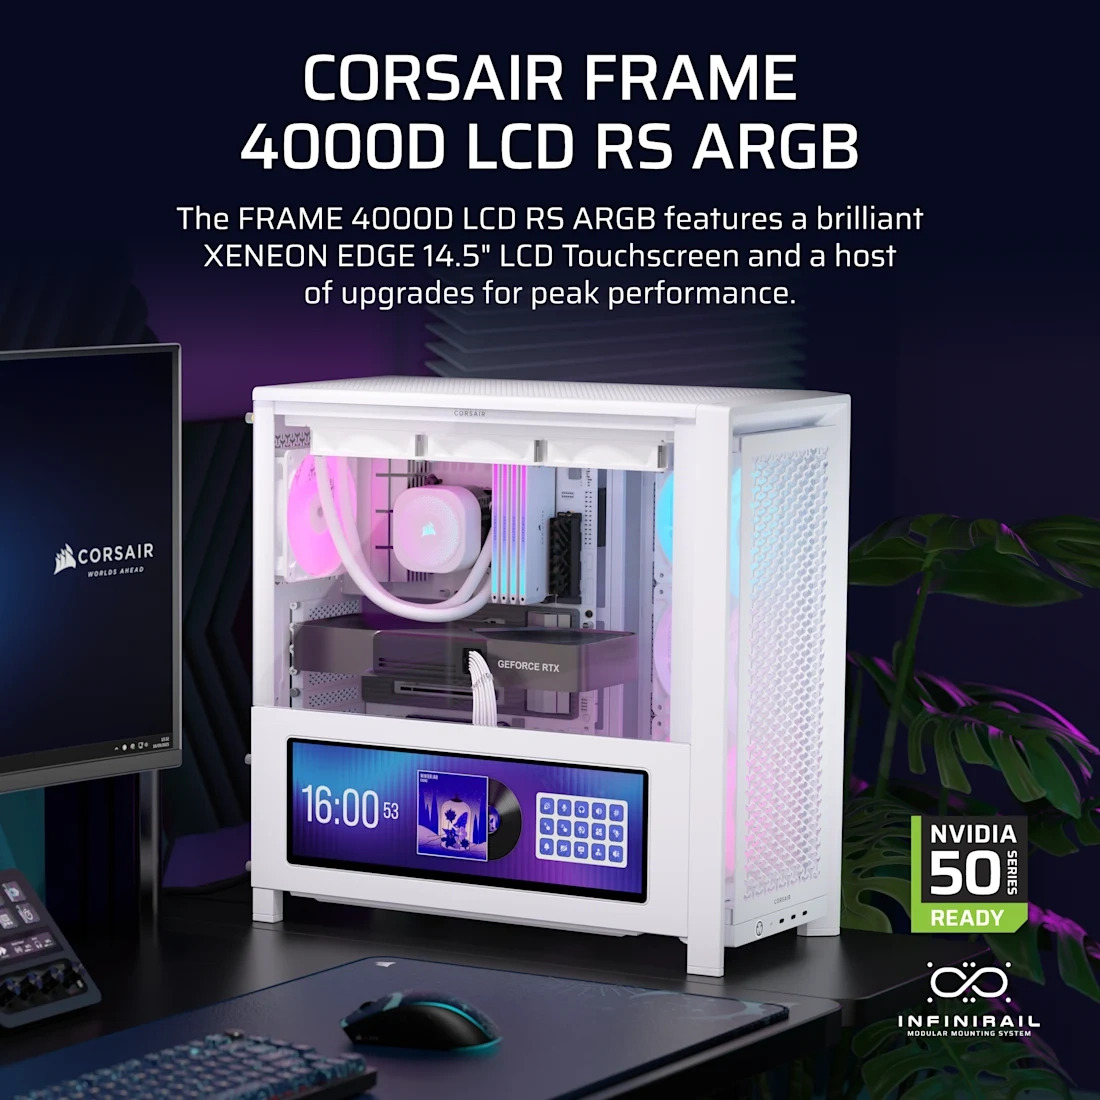 CORSAIR FRAME
4000D LCD RS ARGB
The FRAME 4000D LCD RS ARGB features a brilliant
XENEON EDGE 14.5" LCD Touchscreen and a host
of upgrades for peak performance.
CORSAIR
CORSAIR
WORLDS AHEAD
GEFORCE RTX
16:00 53
CORSAIR
NVIDIA
50 SERIES
READY
INFINIRAIL
MODULAR MOUNTING SYSTEM